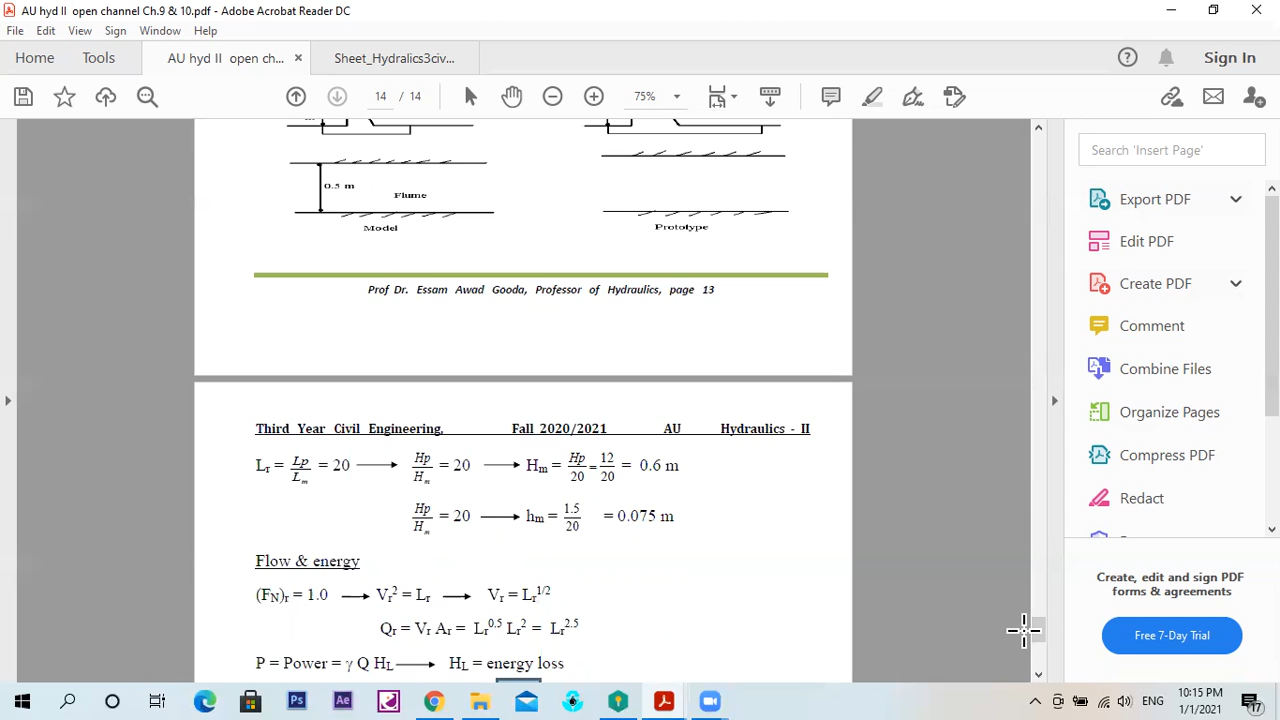 AU hyd II open channel Ch.9 & 10.pdf - Adobe Acrobat Reader DC
File Edit View Sign Window Help
Home Tools AU hyd II open ch... × Sheet_Hydralics3civ... Sign In
14 / 14 75%
0.5 m
Flume
Model
Prototype
Prof Dr. Essam Awad Gooda, Professor of Hydraulics, page 13
Third Year Civil Engineering, Fall 2020/2021 AU Hydraulics - II
Lr = Lp/Lm = 20 → Hp/Hm = 20 → Hm = Hp/20 = 12/20 = 0.6 m
Hp/Hm = 20 → hm = 1.5/20 = 0.075 m
Flow & energy
(FN)r = 1.0 → Vr² = Lr → Vr = Lr^1/2
Qr = Vr Ar = Lr^0.5 Lr² = Lr^2.5
P = Power = γ Q HL → HL = energy loss
Search 'Insert Page'
Export PDF
Edit PDF
Create PDF
Comment
Combine Files
Organize Pages
Compress PDF
Redact
Create, edit and sign PDF
forms & agreements
Free 7-Day Trial
Ps Ae
ENG
10:15 PM
1/1/2021
17